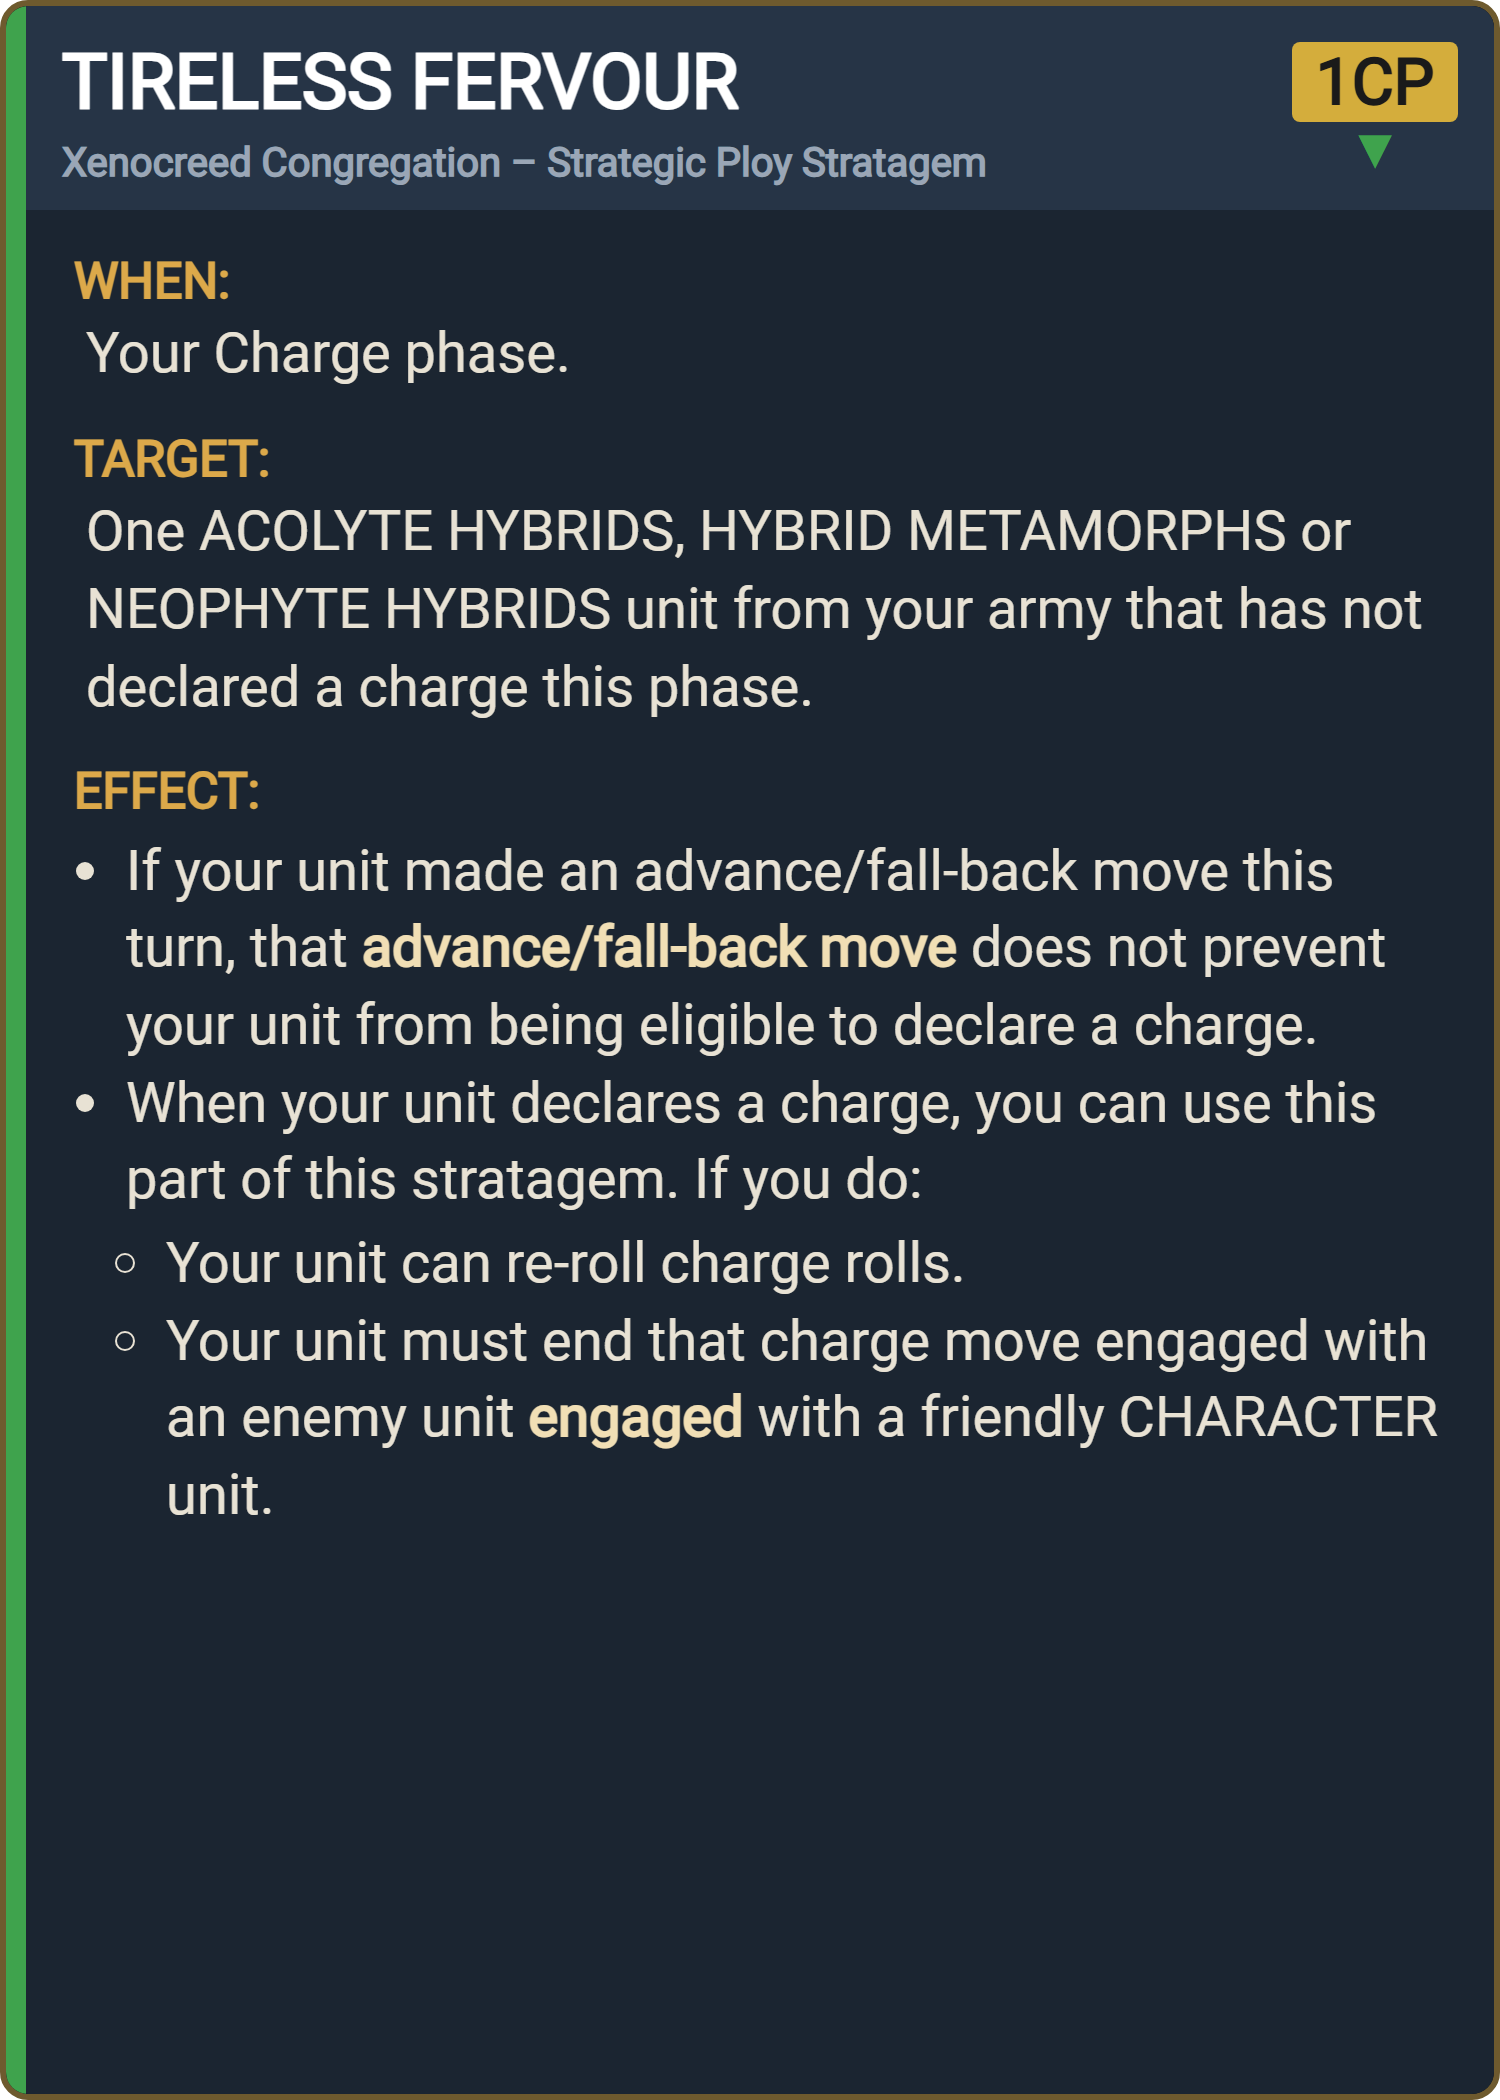 TIRELESS FERVOUR
1CP
Xenocreed Congregation – Strategic Ploy Stratagem
WHEN:
Your Charge phase.
TARGET:
One ACOLYTE HYBRIDS, HYBRID METAMORPHS or
NEOPHYTE HYBRIDS unit from your army that has not
declared a charge this phase.
EFFECT:
• If your unit made an advance/fall-back move this
turn, that advance/fall-back move does not prevent
your unit from being eligible to declare a charge.
• When your unit declares a charge, you can use this
part of this stratagem. If you do:
○ Your unit can re-roll charge rolls.
○ Your unit must end that charge move engaged with
an enemy unit engaged with a friendly CHARACTER
unit.